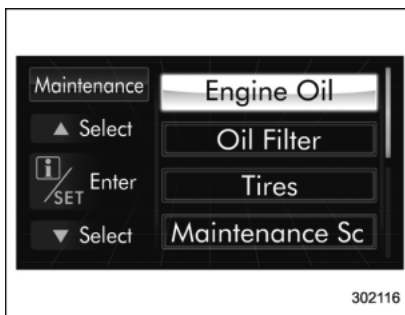 Maintenance
▲ Select
i/SET Enter
▼ Select
Engine Oil
Oil Filter
Tires
Maintenance Sc
302116